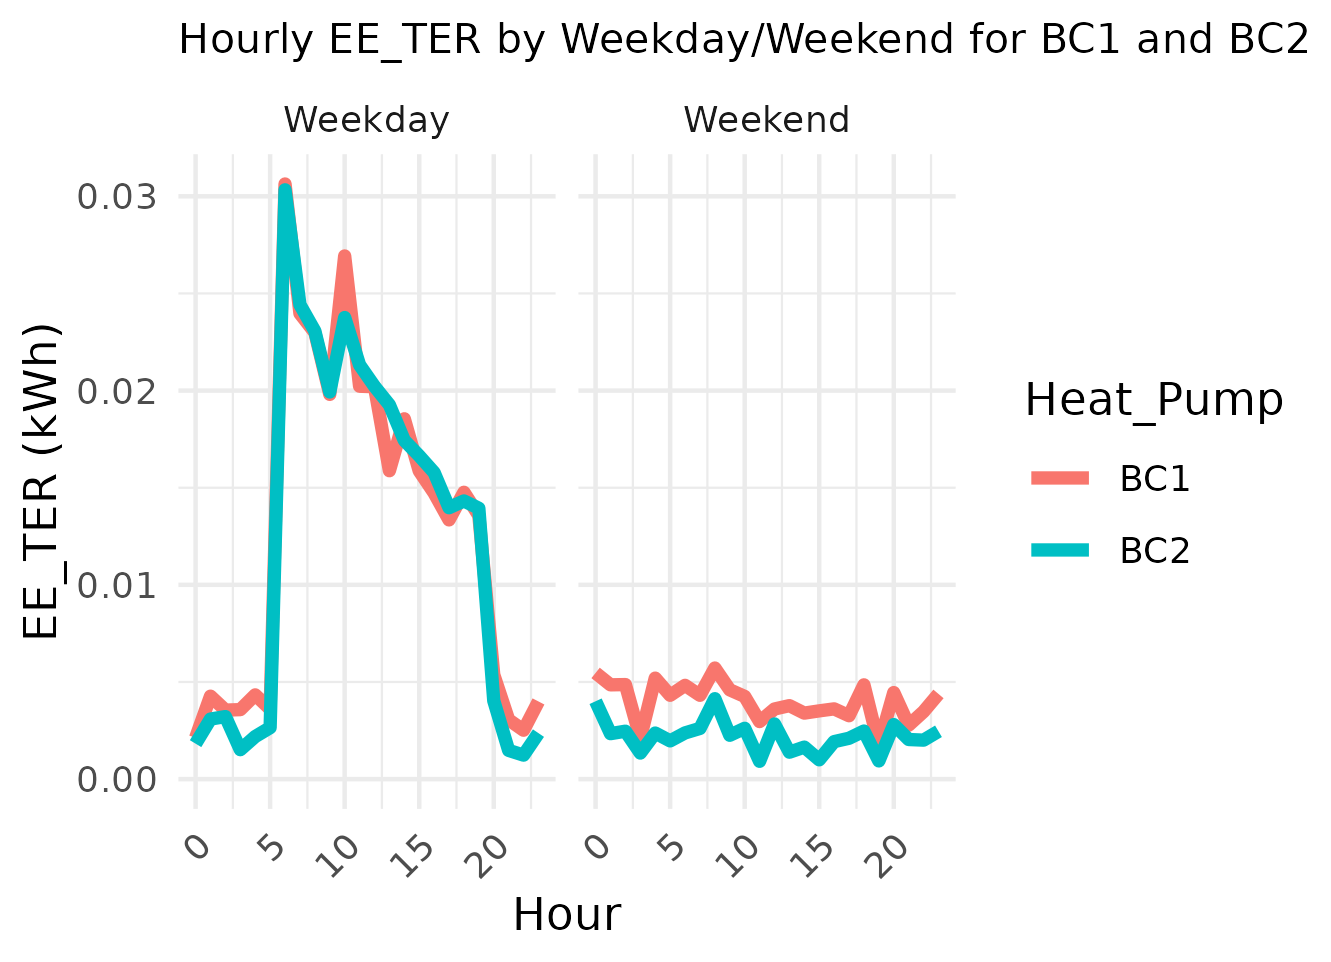 Hourly EE_TER by Weekday/Weekend for BC1 and BC2
Weekday
Weekend
EE_TER (kWh)
0.03
0.02
0.01
0.00
0 5 10 15 20
0 5 10 15 20
Hour
Heat_Pump
BC1
BC2